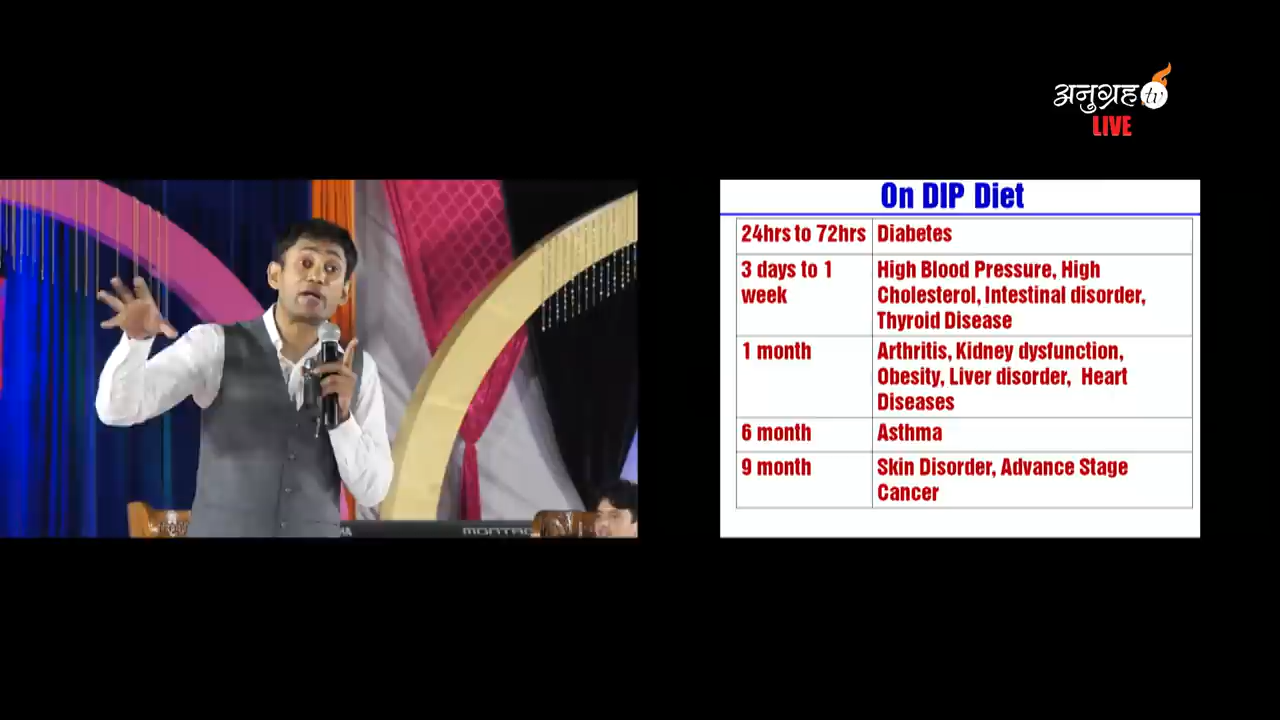 अनुग्रह tv
LIVE
On DIP Diet
24hrs to 72hrs Diabetes
3 days to 1 week High Blood Pressure, High
Cholesterol, Intestinal disorder,
Thyroid Disease
1 month Arthritis, Kidney dysfunction,
Obesity, Liver disorder, Heart
Diseases
6 month Asthma
9 month Skin Disorder, Advance Stage
Cancer